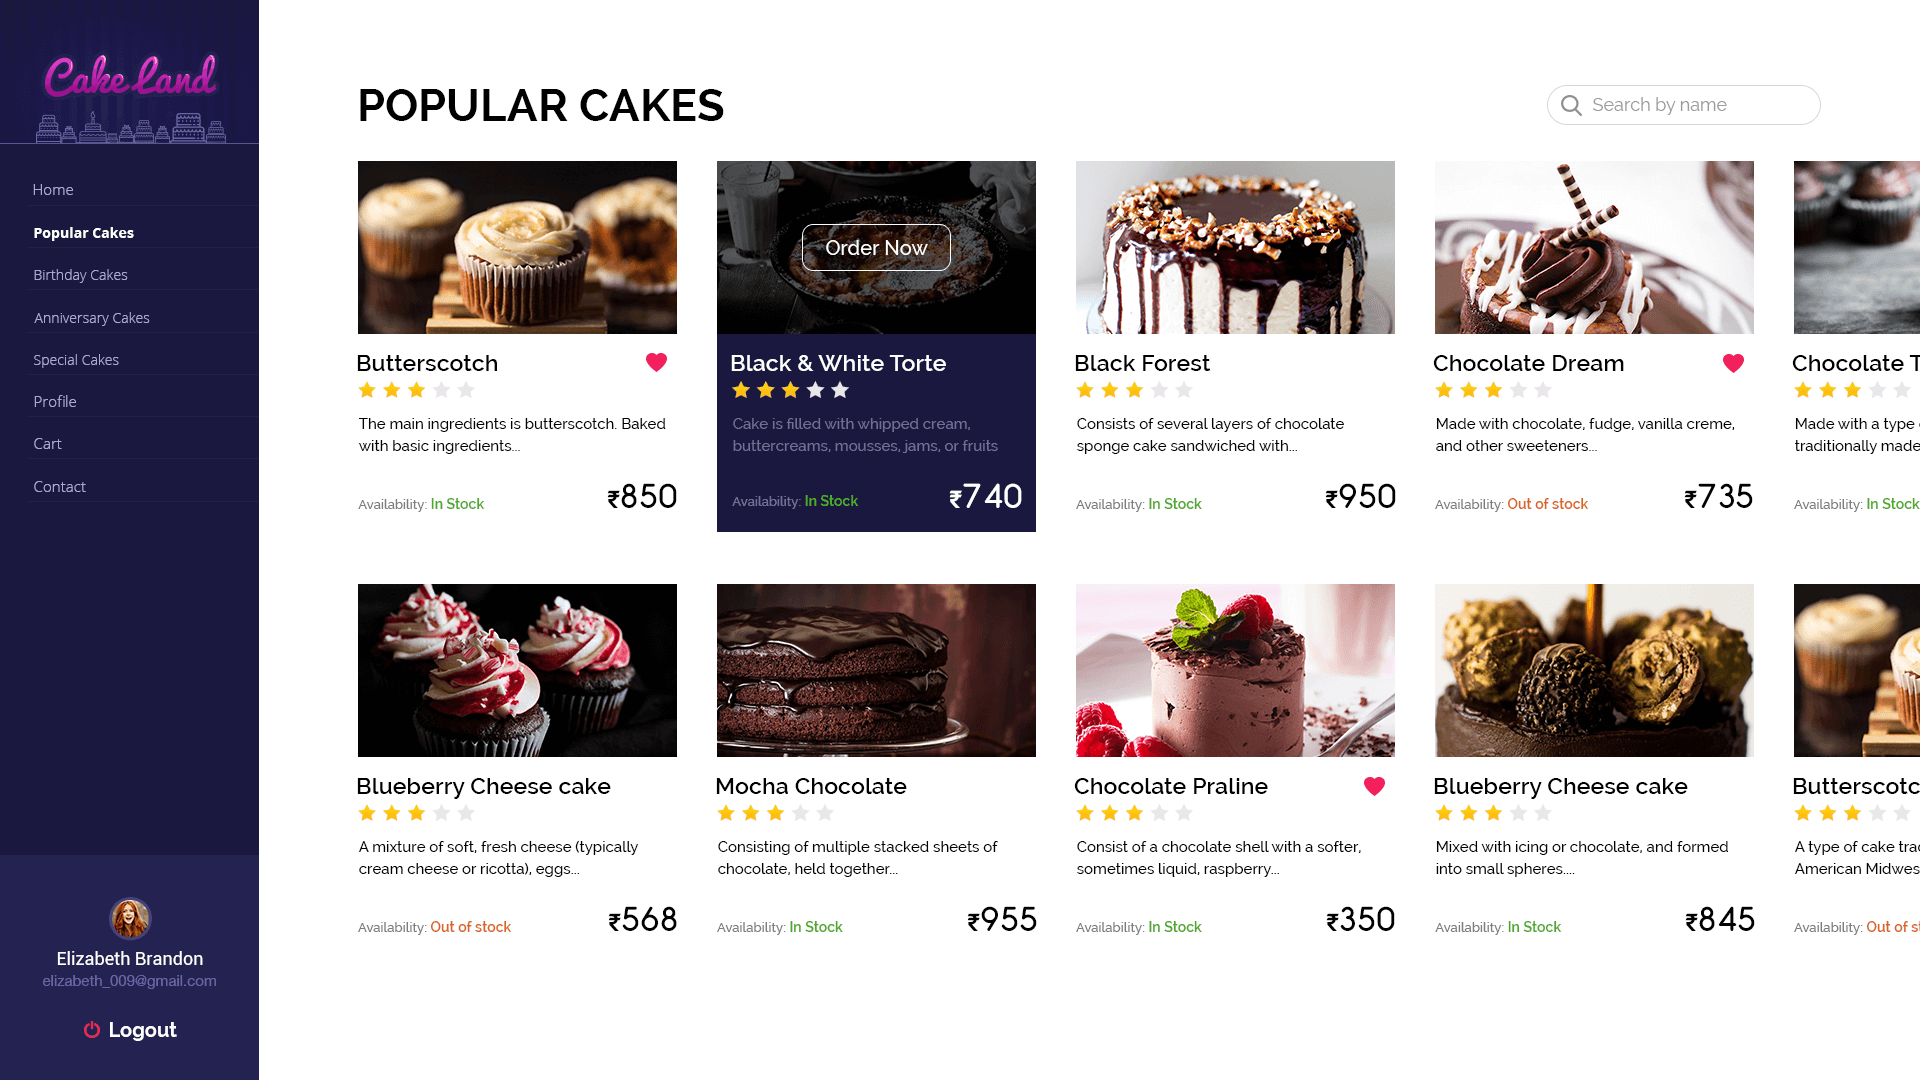 Cake Land
Home
Popular Cakes
Birthday Cakes
Anniversary Cakes
Special Cakes
Profile
Cart
Contact
Elizabeth Brandon
elizabeth_009@gmail.com
Logout
POPULAR CAKES
Search by name
Butterscotch
The main ingredients is butterscotch. Baked
with basic ingredients...
Availability: In Stock
₹850
Order Now
Black & White Torte
Cake is filled with whipped cream,
buttercreams, mousses, jams, or fruits
Availability: In Stock
₹740
Black Forest
Consists of several layers of chocolate
sponge cake sandwiched with...
Availability: In Stock
₹950
Chocolate Dream
Made with chocolate, fudge, vanilla creme,
and other sweeteners...
Availability: Out of stock
₹735
Chocolate T
Made with a type
traditionally made
Availability: In Stock
Blueberry Cheese cake
A mixture of soft, fresh cheese (typically
cream cheese or ricotta), eggs...
Availability: Out of stock
₹568
Mocha Chocolate
Consisting of multiple stacked sheets of
chocolate, held together...
Availability: In Stock
₹955
Chocolate Praline
Consist of a chocolate shell with a softer,
sometimes liquid, raspberry...
Availability: In Stock
₹350
Blueberry Cheese cake
Mixed with icing or chocolate, and formed
into small spheres....
Availability: In Stock
₹845
Butterscotc
A type of cake tra
American Midwes
Availability: Out of st